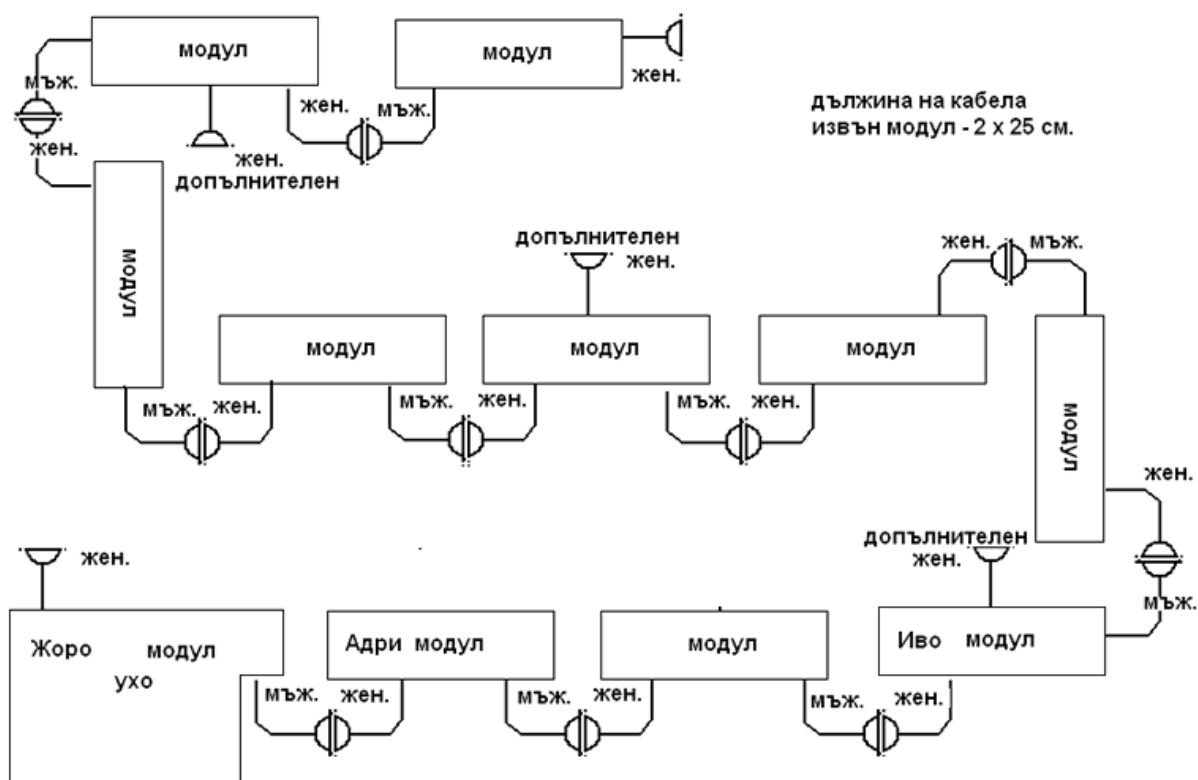 модул
модул
жен.
мъж.
жен.
мъж.
дължина на кабела
извън модул - 2 x 25 см.
жен.
жен.
допълнителен
модул
допълнителен
жен.
жен.
мъж.
модул
модул
модул
мъж.
жен.
мъж.
жен.
мъж.
жен.
модул
жен.
жен.
допълнителен
жен.
мъж.
Жоро модул
ухо
Адри модул
модул
Иво модул
мъж.
жен.
мъж.
жен.
мъж.
жен.